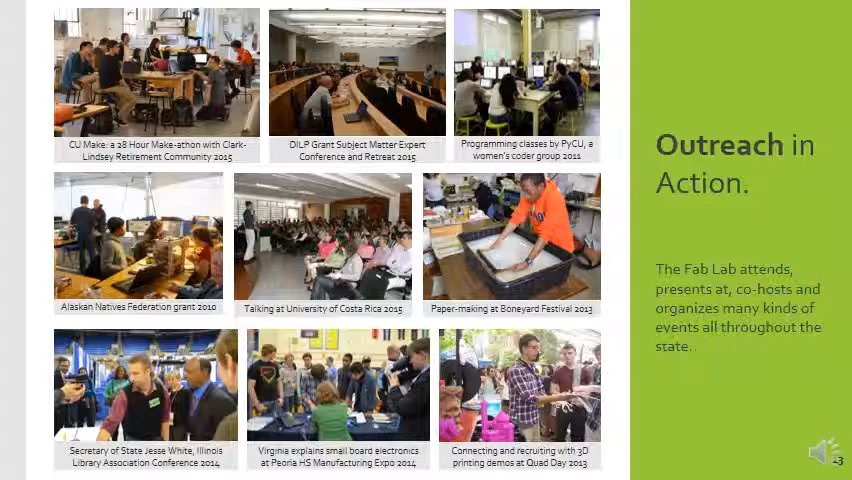 CU Make: a 28 Hour Make-athon with Clark-
Lindsey Retirement Community 2015
DILP Grant Subject Matter Expert
Conference and Retreat 2015
Programming classes by PyCU, a
women's coder group 2011
Alaskan Natives Federation grant 2010
Talking at University of Costa Rica 2015
Paper-making at Boneyard Festival 2013
Secretary of State Jesse White, Illinois
Library Association Conference 2014
Virginia explains small board electronics
at Peoria HS Manufacturing Expo 2014
Connecting and recruiting with 3D
printing demos at Quad Day 2013
Outreach in
Action.
The Fab Lab attends,
presents at, co-hosts and
organizes many kinds of
events all throughout the
state.